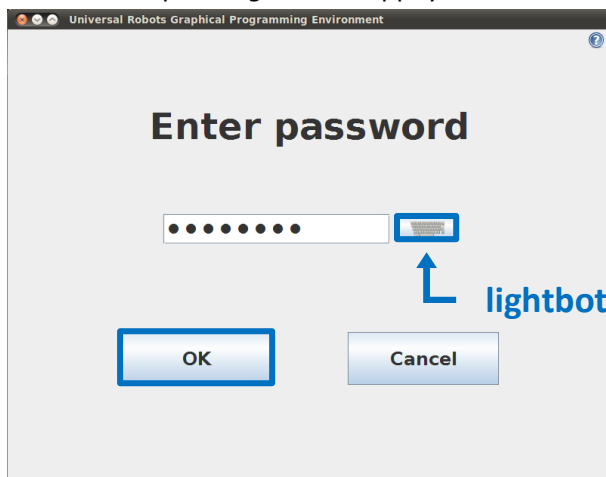 Universal Robots Graphical Programming Environment
?
Enter password
●●●●●●●●
lightbot
OK Cancel